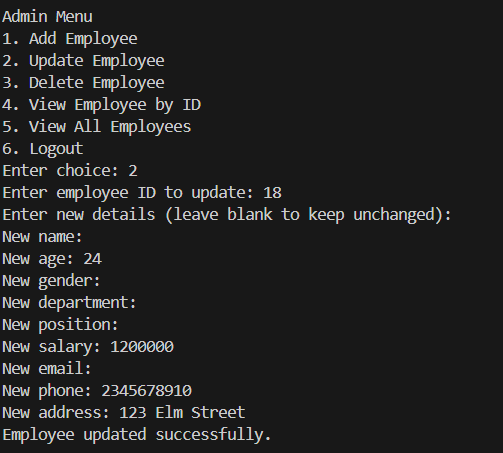 Admin Menu
1. Add Employee
2. Update Employee
3. Delete Employee
4. View Employee by ID
5. View All Employees
6. Logout
Enter choice: 2
Enter employee ID to update: 18
Enter new details (leave blank to keep unchanged):
New name:
New age: 24
New gender:
New department:
New position:
New salary: 1200000
New email:
New phone: 2345678910
New address: 123 Elm Street
Employee updated successfully.